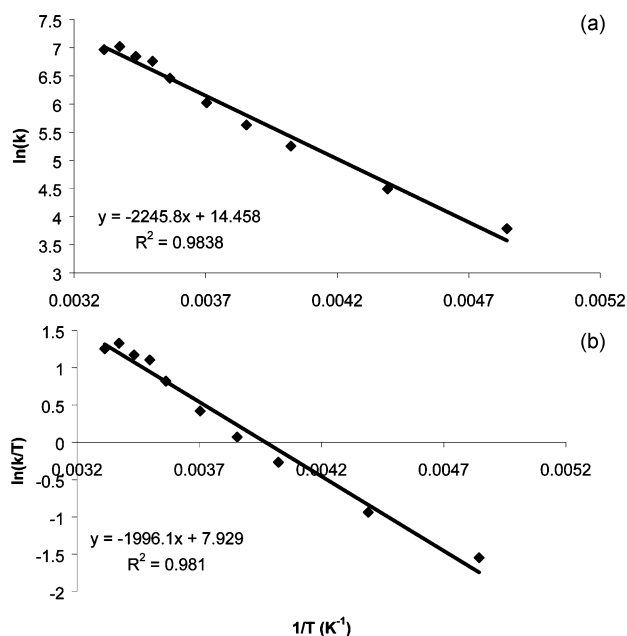 (a)
7.5
7
6.5
6
5.5
5
4.5
4
3.5
3
ln(k)
y = -2245.8x + 14.458
R² = 0.9838
0.0032 0.0037 0.0042 0.0047 0.0052
(b)
1.5
1
0.5
0
-0.5
-1
-1.5
-2
ln(k/T)
0.0032 0.0037 0.0042 0.0047 0.0052
y = -1996.1x + 7.929
R² = 0.981
1/T (K⁻¹)